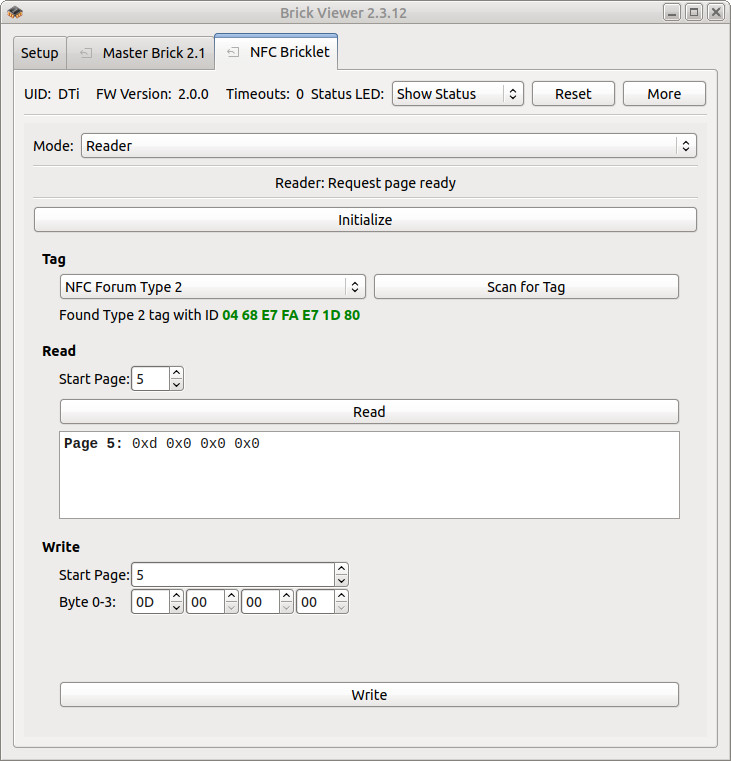 Brick Viewer 2.3.12
Setup Master Brick 2.1 NFC Bricklet
UID: DTi FW Version: 2.0.0 Timeouts: 0 Status LED: Show Status Reset More
Mode: Reader
Reader: Request page ready
Initialize
Tag
NFC Forum Type 2 Scan for Tag
Found Type 2 tag with ID 04 68 E7 FA E7 1D 80
Read
Start Page: 5
Read
Page 5: 0xd 0x0 0x0 0x0
Write
Start Page: 5
Byte 0-3: 0D 00 00 00
Write